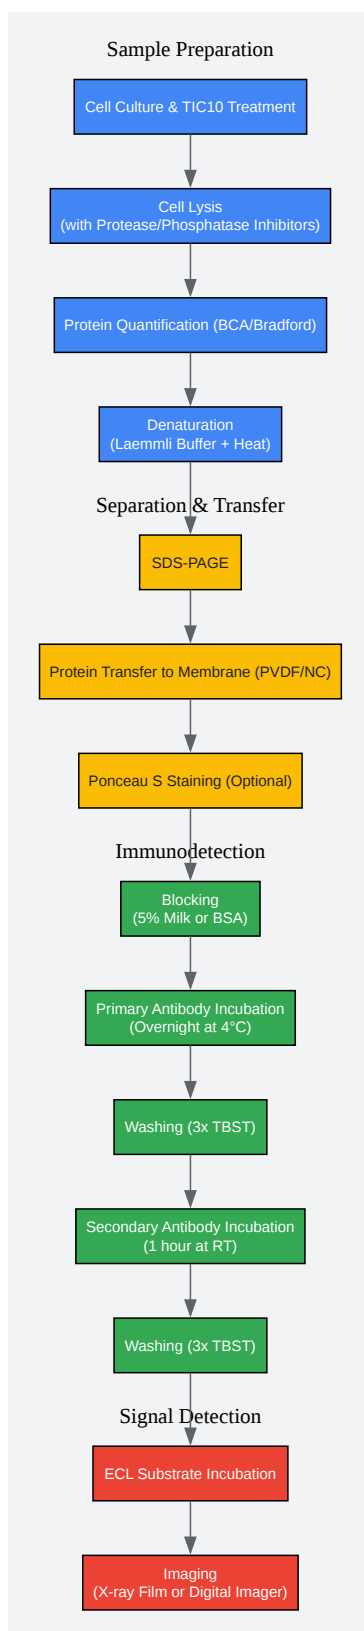 Sample Preparation
Cell Culture & TIC10 Treatment
Cell Lysis
(with Protease/Phosphatase Inhibitors)
Protein Quantification (BCA/Bradford)
Denaturation
(Laemmli Buffer + Heat)
Separation & Transfer
SDS-PAGE
Protein Transfer to Membrane (PVDF/NC)
Ponceau S Staining (Optional)
Immunodetection
Blocking
(5% Milk or BSA)
Primary Antibody Incubation
(Overnight at 4°C)
Washing (3x TBST)
Secondary Antibody Incubation
(1 hour at RT)
Washing (3x TBST)
Signal Detection
ECL Substrate Incubation
Imaging
(X-ray Film or Digital Imager)